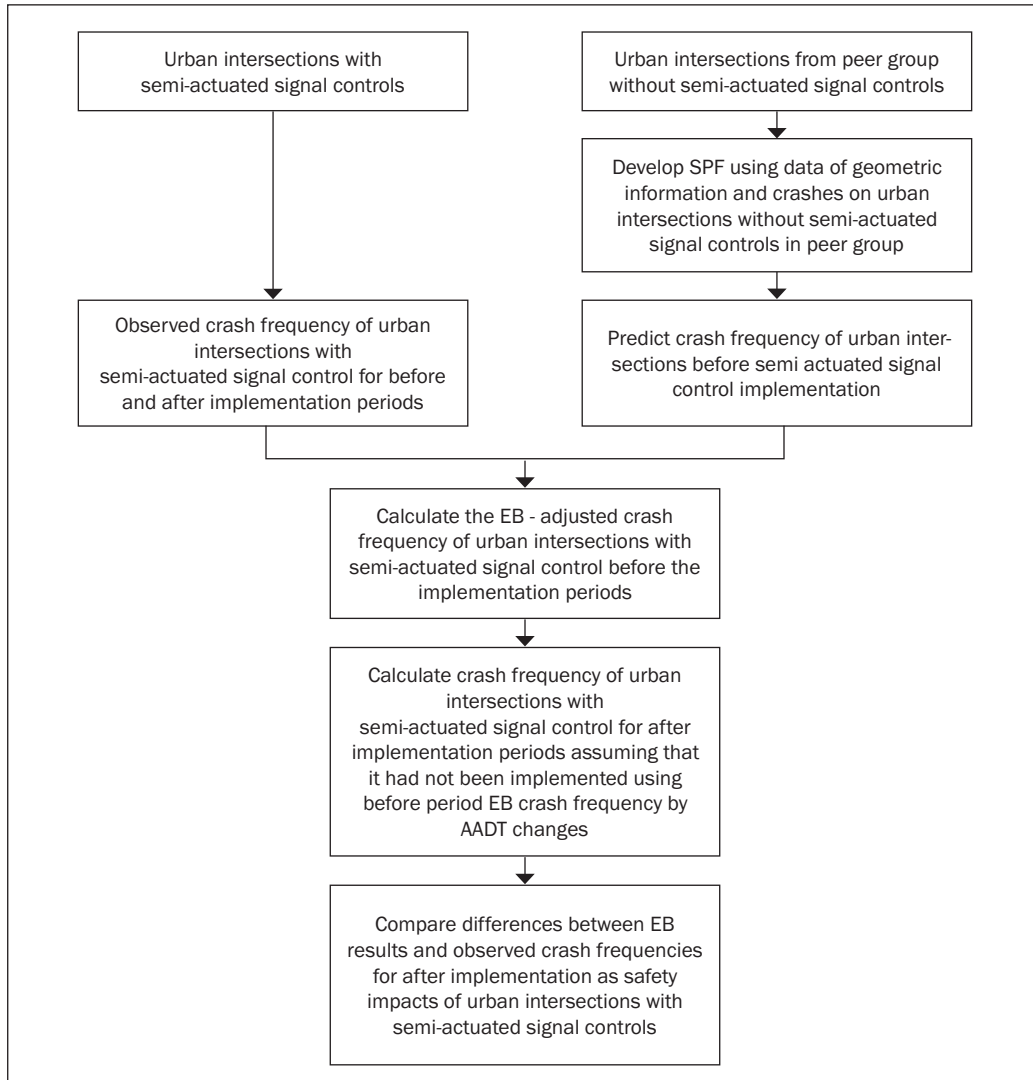 Urban intersections with
semi-actuated signal controls
Urban intersections from peer group
without semi-actuated signal controls
Develop SPF using data of geometric
information and crashes on urban
intersections without semi-actuated
signal controls in peer group
Observed crash frequency of urban
intersections with
semi-actuated signal control for before
and after implementation periods
Predict crash frequency of urban inter-
sections before semi actuated signal
control implementation
Calculate the EB - adjusted crash
frequency of urban intersections with
semi-actuated signal control before the
implementation periods
Calculate crash frequency of urban
intersections with
semi-actuated signal control for after
implementation periods assuming that
it had not been implemented using
before period EB crash frequency by
AADT changes
Compare differences between EB
results and observed crash frequencies
for after implementation as safety
impacts of urban intersections with
semi-actuated signal controls